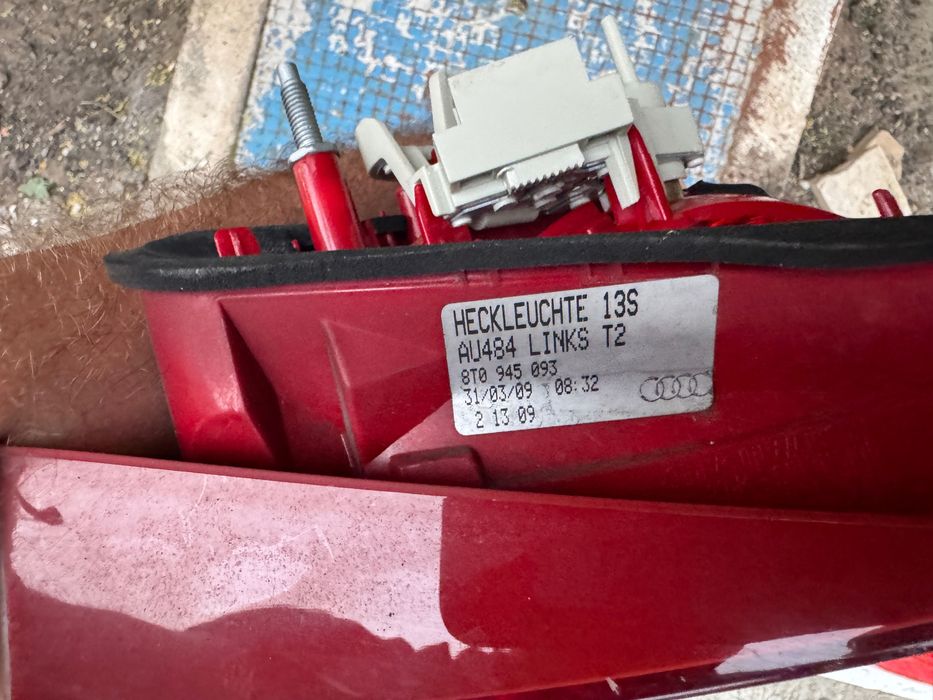 HECKLEUCHTE 13S
AU484 LINKS T2
8T0 945 093
31/03/09 08:32
2 13 09